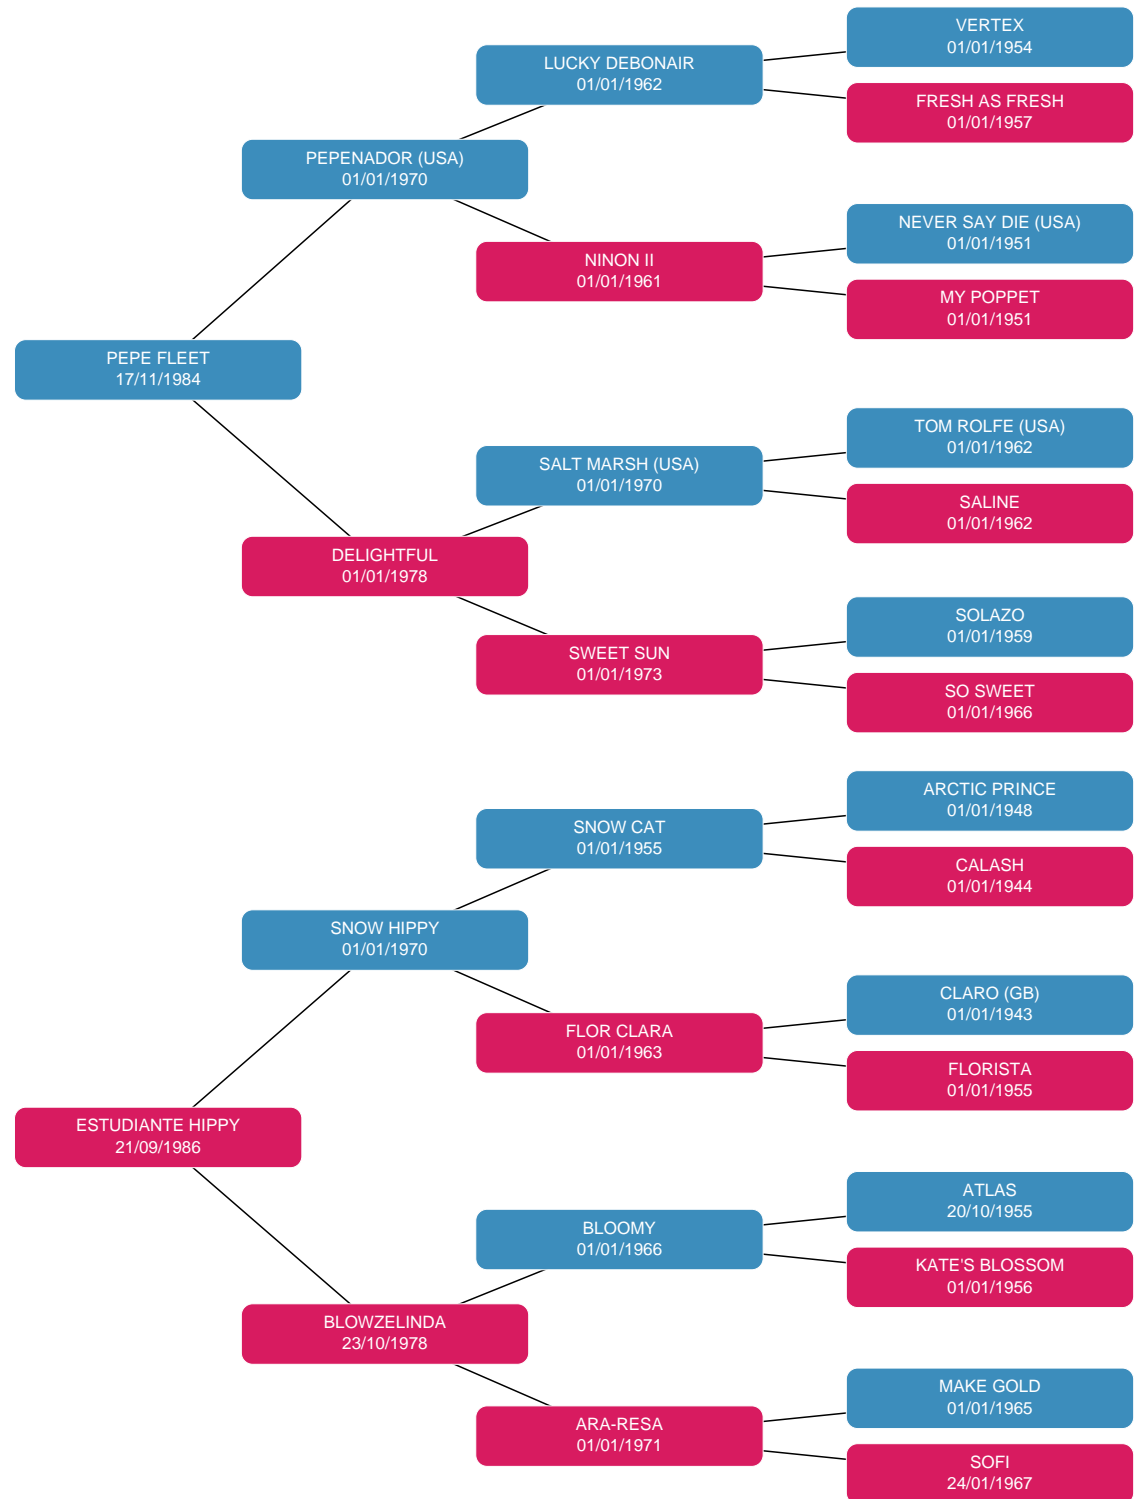 VERTEX
01/01/1954
LUCKY DEBONAIR
01/01/1962
FRESH AS FRESH
01/01/1957
PEPENADOR (USA)
01/01/1970
NEVER SAY DIE (USA)
01/01/1951
NINON II
01/01/1961
MY POPPET
01/01/1951
PEPE FLEET
17/11/1984
TOM ROLFE (USA)
01/01/1962
SALT MARSH (USA)
01/01/1970
SALINE
01/01/1962
DELIGHTFUL
01/01/1978
SOLAZO
01/01/1959
SWEET SUN
01/01/1973
SO SWEET
01/01/1966
ARCTIC PRINCE
01/01/1948
SNOW CAT
01/01/1955
CALASH
01/01/1944
SNOW HIPPY
01/01/1970
CLARO (GB)
01/01/1943
FLOR CLARA
01/01/1963
FLORISTA
01/01/1955
ESTUDIANTE HIPPY
21/09/1986
ATLAS
20/10/1955
BLOOMY
01/01/1966
KATE'S BLOSSOM
01/01/1956
BLOWZELINDA
23/10/1978
MAKE GOLD
01/01/1965
ARA-RESA
01/01/1971
SOFI
24/01/1967